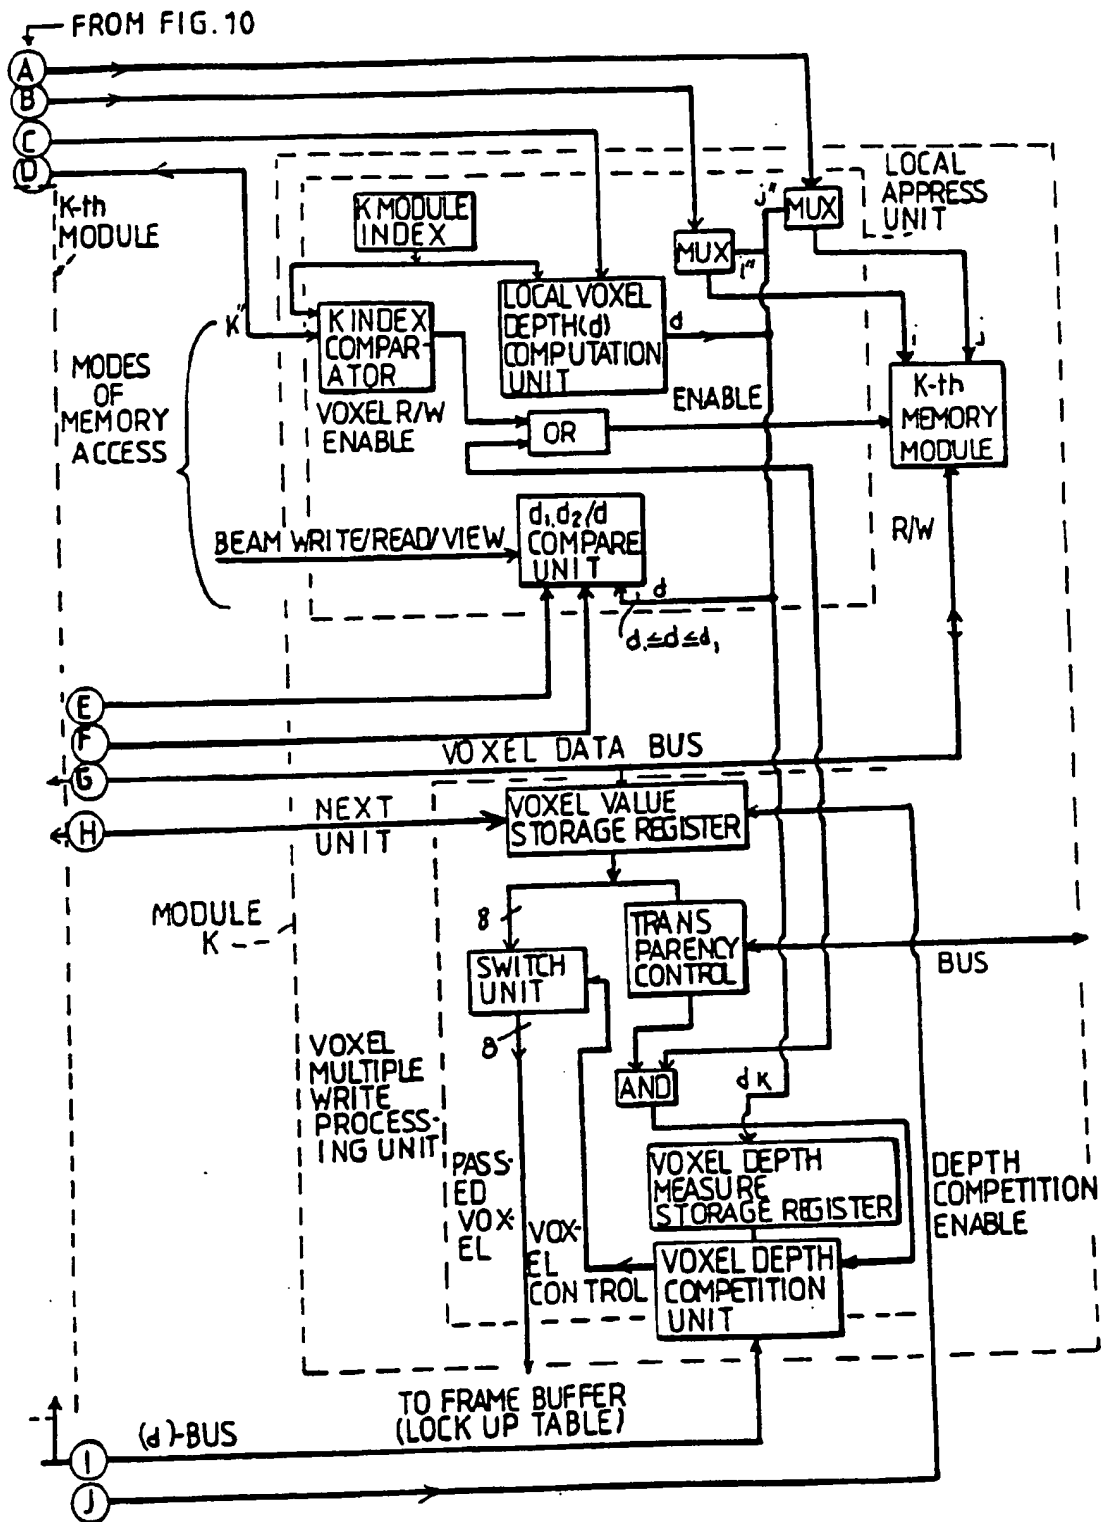 FROM FIG.10
A
B
C
D
K-th
MODULE
K MODULE
INDEX
LOCAL
APPRESS
UNIT
j"
MUX
MUX
i"
K"
K INDEX
COMPAR-
ATOR
LOCAL VOXEL
DEPTH(d)
COMPUTATION
UNIT
d
i
j
MODES
OF
MEMORY
ACCESS
VOXEL R/W
ENABLE
OR
ENABLE
K-th
MEMORY
MODULE
R/W
BEAM WRITE/READ/VIEW
d₁,d₂/d
COMPARE
UNIT
d
d,≤d≤d,
E
F
G
VOXEL DATA BUS
H
NEXT
UNIT
VOXEL VALUE
STORAGE REGISTER
MODULE
K
8
SWITCH
UNIT
TRANS
PARENCY
CONTROL
BUS
8
VOXEL
MULTIPLE
WRITE
PROCESS-
ING UNIT
AND
dK
PASS-
ED
VOX-
EL
VOXEL DEPTH
MEASURE
STORAGE REGISTER
DEPTH
COMPETITION
ENABLE
VOX-
EL
CONTROL
VOXEL DEPTH
COMPETITION
UNIT
TO FRAME BUFFER
(LOCK UP TABLE)
(d)-BUS
I
J